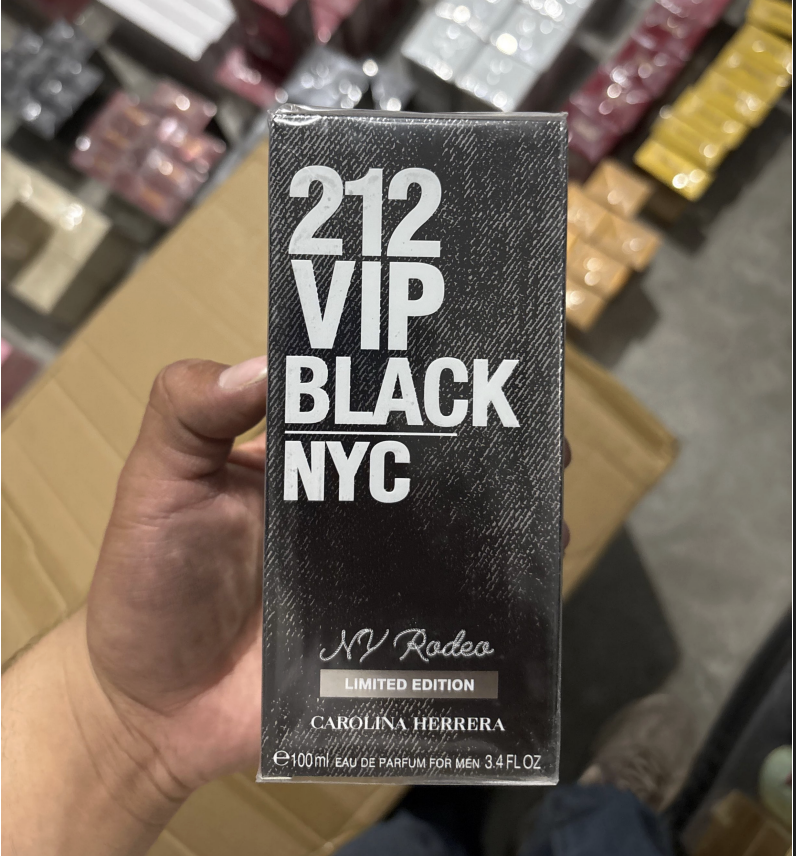 212
VIP
BLACK
NYC
NY Rodeo
LIMITED EDITION
CAROLINA HERRERA
℮100ml EAU DE PARFUM FOR MEN 3.4 FL OZ